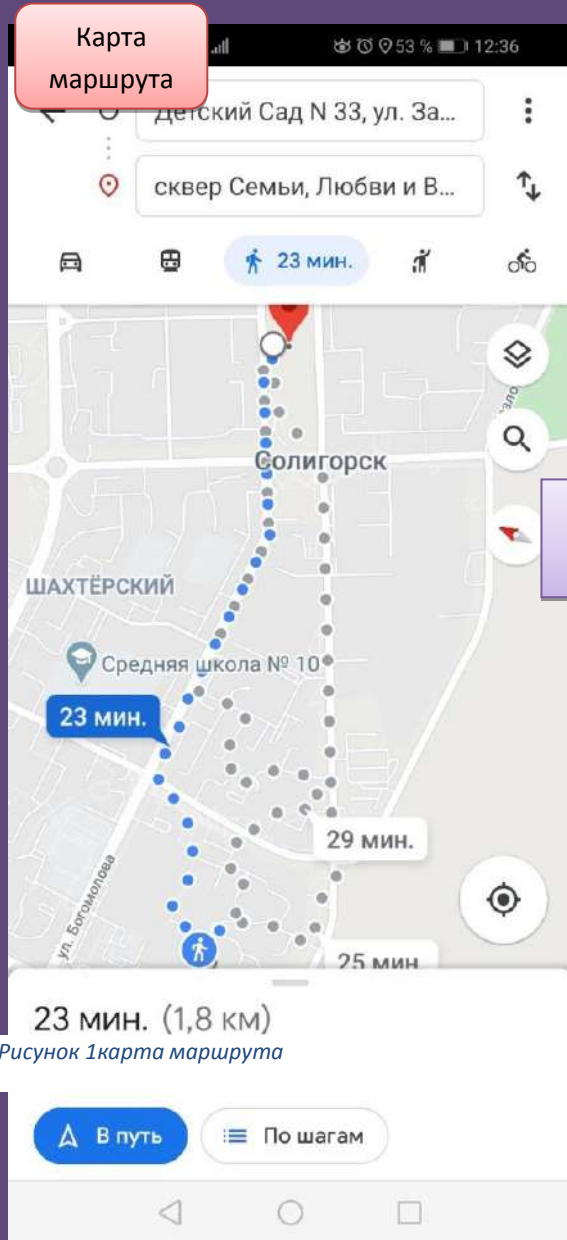 Карта
маршрута
53 % 12:36
Детский Сад N 33, ул. За...
сквер Семьи, Любви и В...
23 мин.
Солигорск
ШАХТЁРСКИЙ
Средняя школа № 10
23 мин.
29 мин.
ул. Богомолова
25 мин
23 мин. (1,8 км)
Рисунок 1карта маршрута
В путь
По шагам